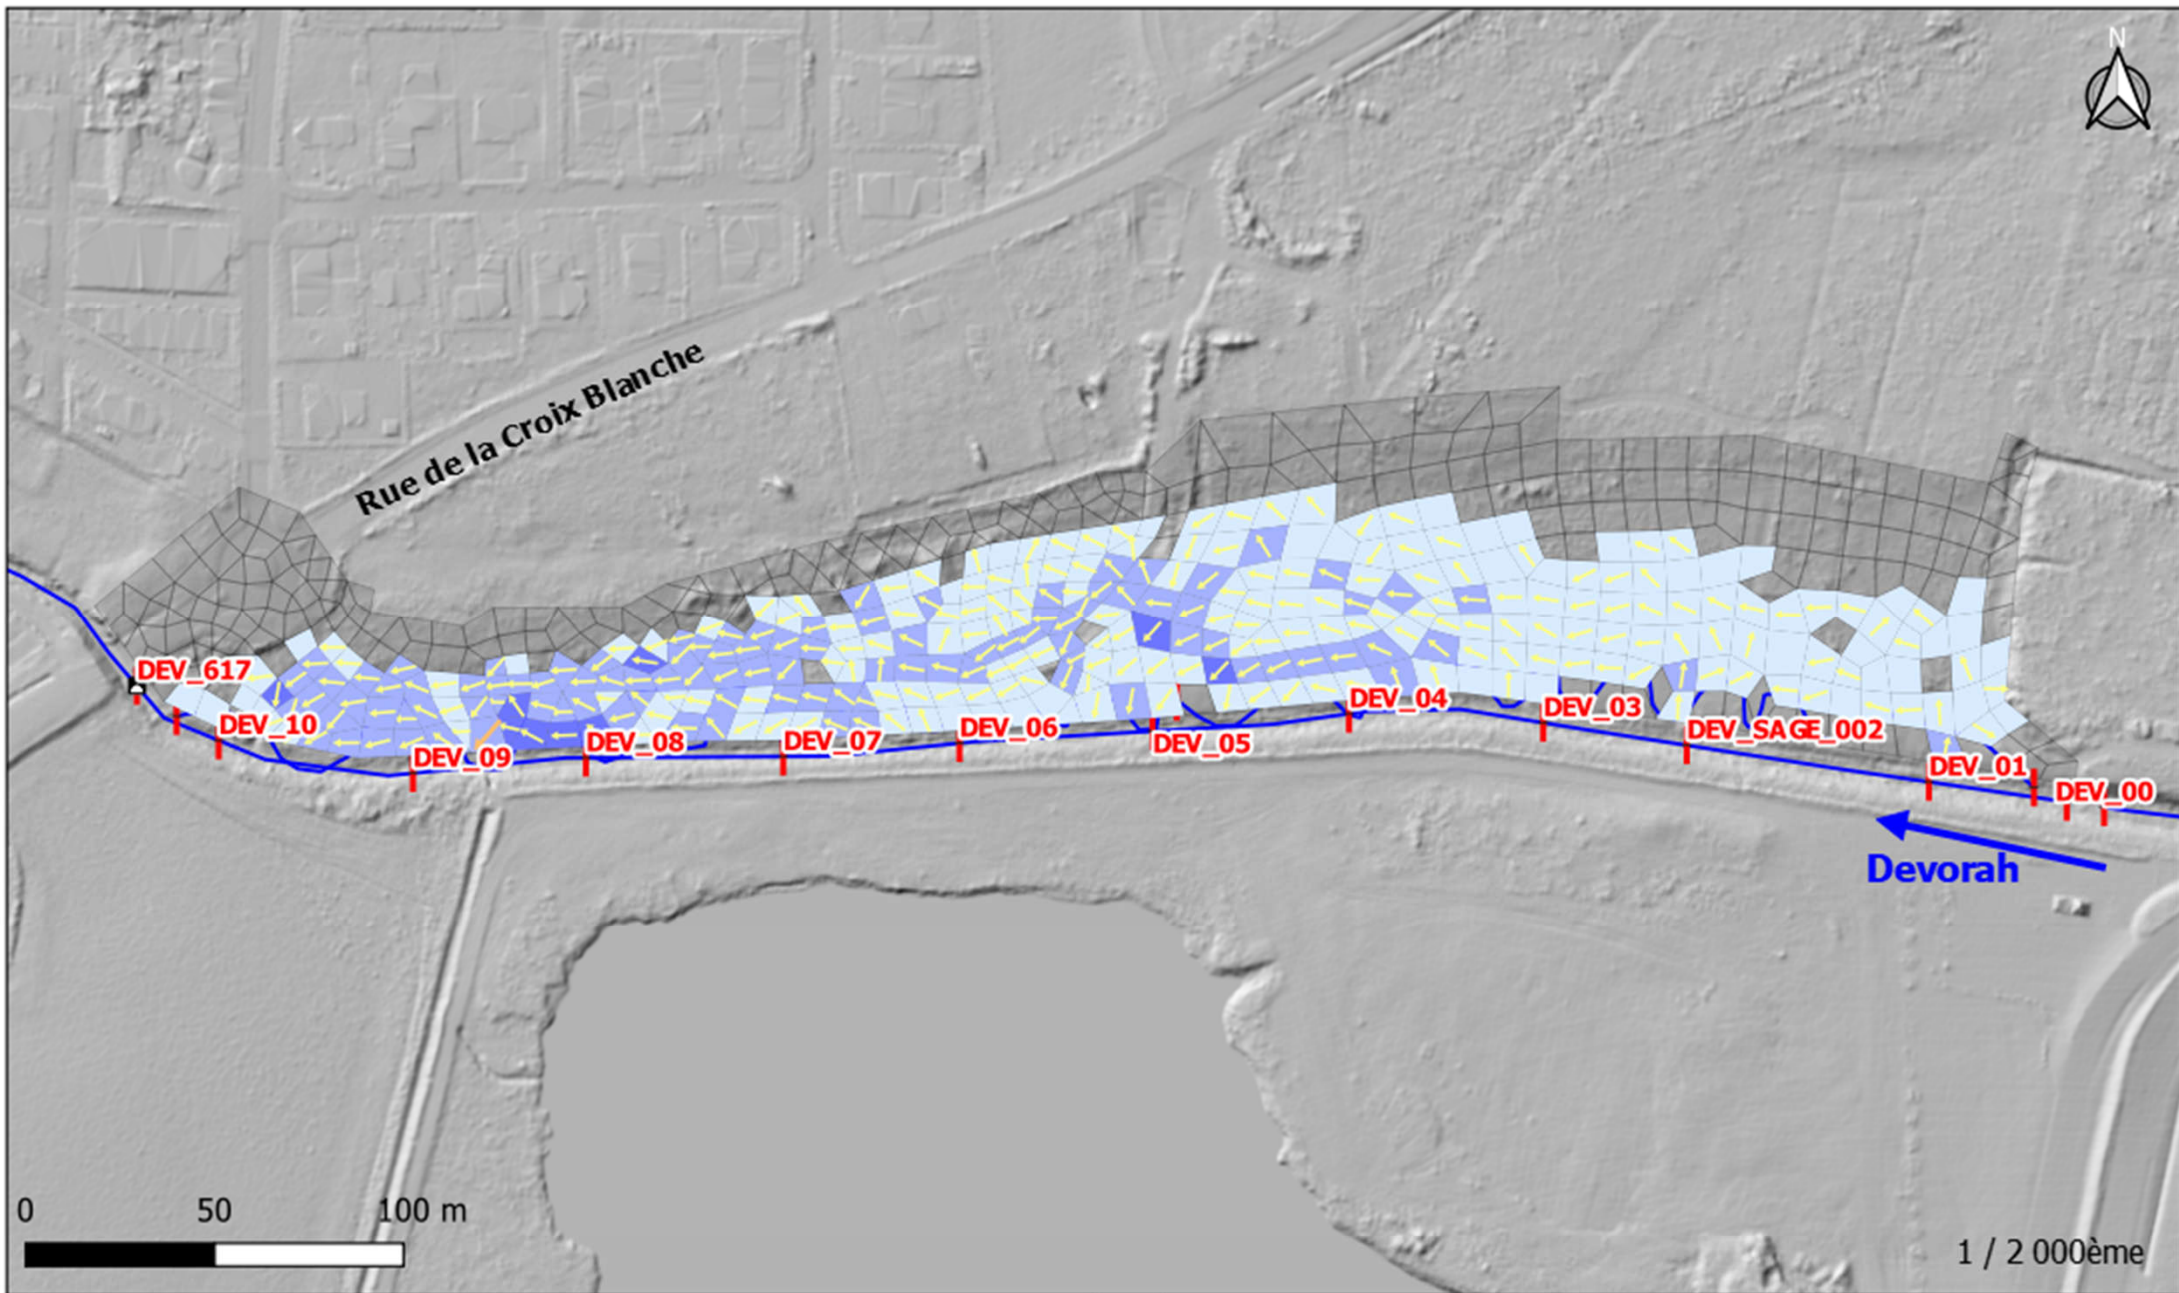 N
Rue de la Croix Blanche
DEV_617
DEV_10
DEV_09
DEV_08
DEV_07
DEV_06
DEV_05
DEV_04
DEV_03
DEV_SAGE_002
DEV_01
DEV_00
Devorah
0 50 100 m
1 / 2 000ème